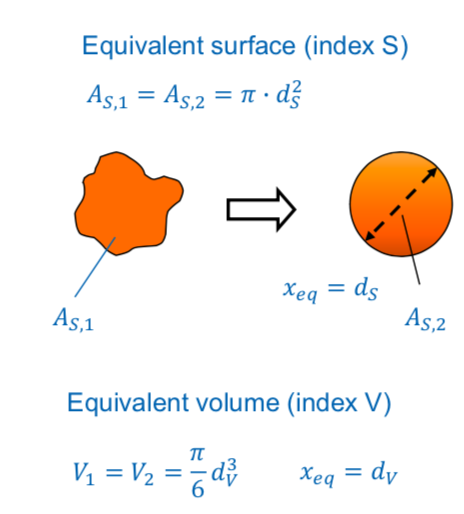 Equivalent surface (index S)
A_{S,1} = A_{S,2} = π · d_S^2
x_{eq} = d_S
A_{S,1}
A_{S,2}
Equivalent volume (index V)
V_1 = V_2 = \frac{π}{6} d_V^3
x_{eq} = d_V